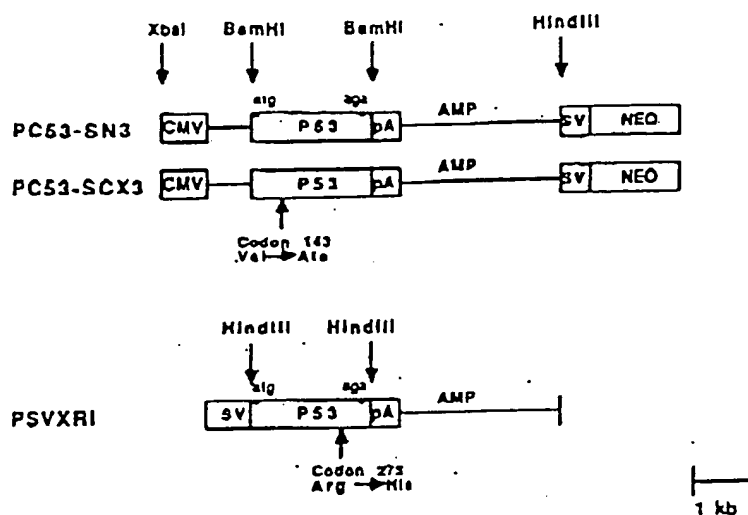 XbaI BamHI BamHI HindIII
atg aga
PC53-SN3 CMV P53 pA AMP SV NEO
PC53-SCX3 CMV P53 pA AMP SV NEO
Codon 143
Val Ala
HindIII HindIII
atg aga
PSVXRI SV P53 pA AMP
Codon 273
Arg His
1 kb